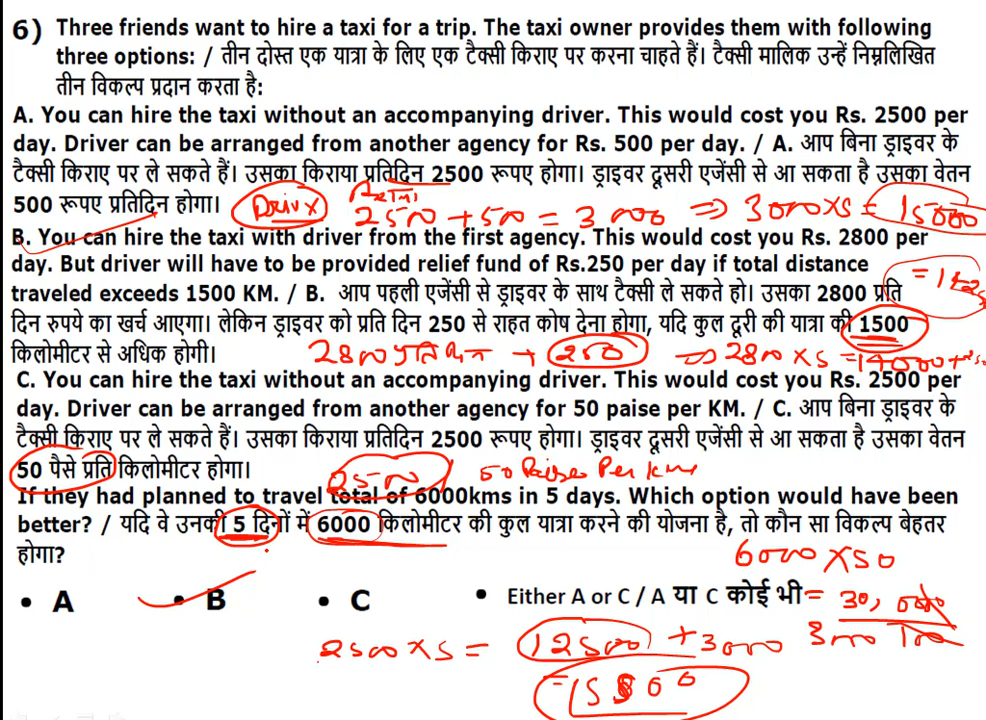 6) Three friends want to hire a taxi for a trip. The taxi owner provides them with following
three options: / तीन दोस्त एक यात्रा के लिए एक टैक्सी किराए पर करना चाहते हैं। टैक्सी मालिक उन्हें निम्नलिखित
तीन विकल्प प्रदान करता है:
A. You can hire the taxi without an accompanying driver. This would cost you Rs. 2500 per
day. Driver can be arranged from another agency for Rs. 500 per day. / A. आप बिना ड्राइवर के
टैक्सी किराए पर ले सकते हैं। उसका किराया प्रतिदिन 2500 रूपए होगा। ड्राइवर दूसरी एजेंसी से आ सकता है उसका वेतन
500 रूपए प्रतिदिन होगा।
2500 + 500 = 3000 ⇒ 3000 x 5 = 15000
B. You can hire the taxi with driver from the first agency. This would cost you Rs. 2800 per
day. But driver will have to be provided relief fund of Rs.250 per day if total distance
traveled exceeds 1500 KM. / B. आप पहली एजेंसी से ड्राइवर के साथ टैक्सी ले सकते हो। उसका 2800 प्रति
दिन रुपये का खर्च आएगा। लेकिन ड्राइवर को प्रति दिन 250 से राहत कोष देना होगा, यदि कुल दूरी की यात्रा की 1500
किलोमीटर से अधिक होगी।
2800 + 250 ⇒ 2800 x 5 = 14000 +
C. You can hire the taxi without an accompanying driver. This would cost you Rs. 2500 per
day. Driver can be arranged from another agency for 50 paise per KM. / C. आप बिना ड्राइवर के
टैक्सी किराए पर ले सकते हैं। उसका किराया प्रतिदिन 2500 रूपए होगा। ड्राइवर दूसरी एजेंसी से आ सकता है उसका वेतन
50 पैसे प्रति किलोमीटर होगा।
2500 50 Paises Per km
If they had planned to travel total of 6000kms in 5 days. Which option would have been
better? / यदि वे उनकी 5 दिनों में 6000 किलोमीटर की कुल यात्रा करने की योजना है, तो कौन सा विकल्प बेहतर
होगा?
6000 x 50
• A • B • C • Either A or C / A या C कोई भी
= 30,000
2500 x 5 = 12500 + 3000 3000 100